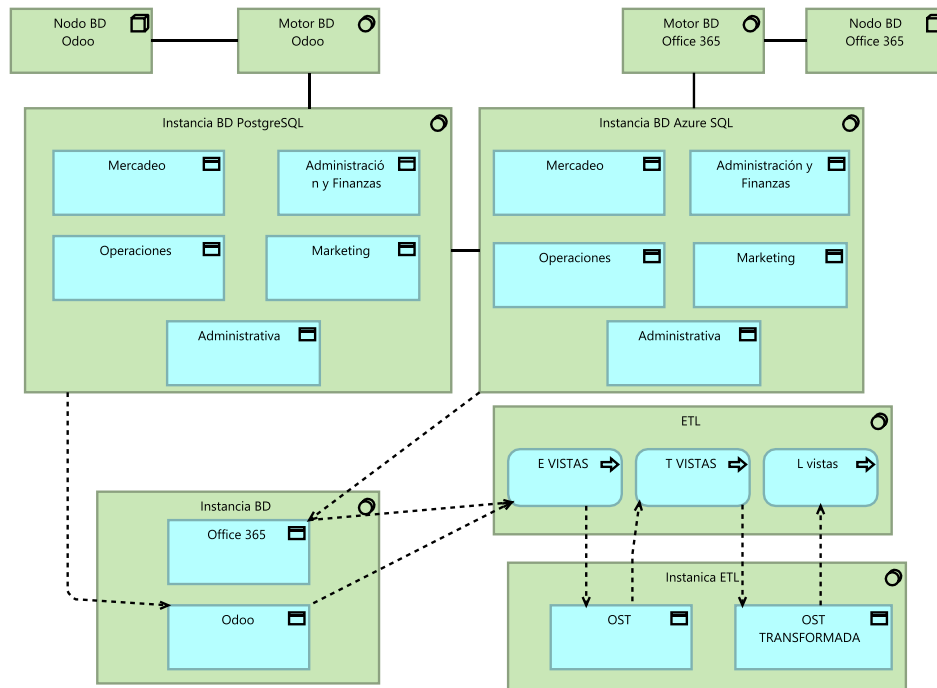 Nodo BD
Odoo
Motor BD
Odoo
Motor BD
Office 365
Nodo BD
Office 365
Instancia BD PostgreSQL
Mercadeo
Administració
n y Finanzas
Operaciones
Marketing
Administrativa
Instancia BD Azure SQL
Mercadeo
Administración y
Finanzas
Operaciones
Marketing
Administrativa
ETL
E VISTAS
T VISTAS
L vistas
Instancia BD
Office 365
Odoo
Instanica ETL
OST
OST
TRANSFORMADA